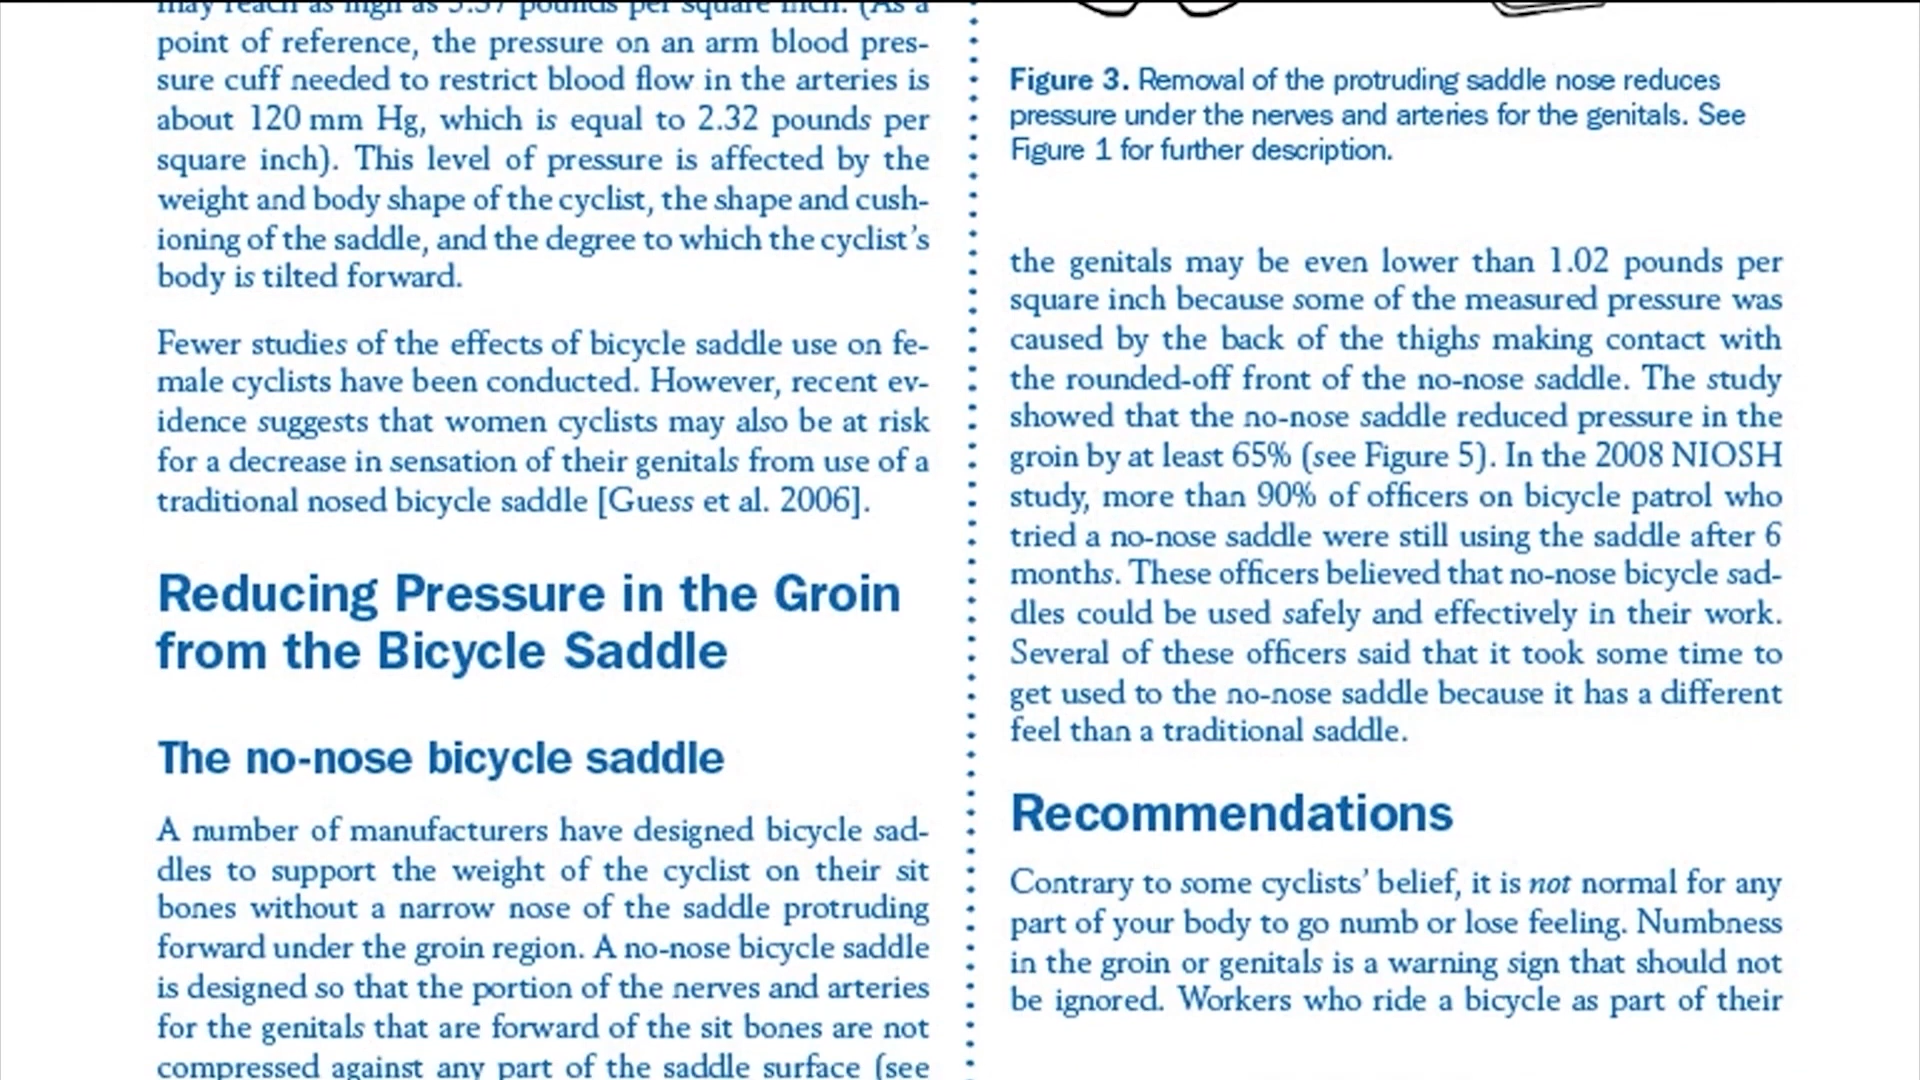 may reach as high as 3.37 pounds per square inch. (As a
point of reference, the pressure on an arm blood pres-
sure cuff needed to restrict blood flow in the arteries is
about 120 mm Hg, which is equal to 2.32 pounds per
square inch). This level of pressure is affected by the
weight and body shape of the cyclist, the shape and cush-
ioning of the saddle, and the degree to which the cyclist's
body is tilted forward.
Fewer studies of the effects of bicycle saddle use on fe-
male cyclists have been conducted. However, recent ev-
idence suggests that women cyclists may also be at risk
for a decrease in sensation of their genitals from use of a
traditional nosed bicycle saddle [Guess et al. 2006].
Reducing Pressure in the Groin
from the Bicycle Saddle
The no-nose bicycle saddle
A number of manufacturers have designed bicycle sad-
dles to support the weight of the cyclist on their sit
bones without a narrow nose of the saddle protruding
forward under the groin region. A no-nose bicycle saddle
is designed so that the portion of the nerves and arteries
for the genitals that are forward of the sit bones are not
compressed against any part of the saddle surface (see
Figure 3. Removal of the protruding saddle nose reduces
pressure under the nerves and arteries for the genitals. See
Figure 1 for further description.
the genitals may be even lower than 1.02 pounds per
square inch because some of the measured pressure was
caused by the back of the thighs making contact with
the rounded-off front of the no-nose saddle. The study
showed that the no-nose saddle reduced pressure in the
groin by at least 65% (see Figure 5). In the 2008 NIOSH
study, more than 90% of officers on bicycle patrol who
tried a no-nose saddle were still using the saddle after 6
months. These officers believed that no-nose bicycle sad-
dles could be used safely and effectively in their work.
Several of these officers said that it took some time to
get used to the no-nose saddle because it has a different
feel than a traditional saddle.
Recommendations
Contrary to some cyclists' belief, it is not normal for any
part of your body to go numb or lose feeling. Numbness
in the groin or genitals is a warning sign that should not
be ignored. Workers who ride a bicycle as part of their